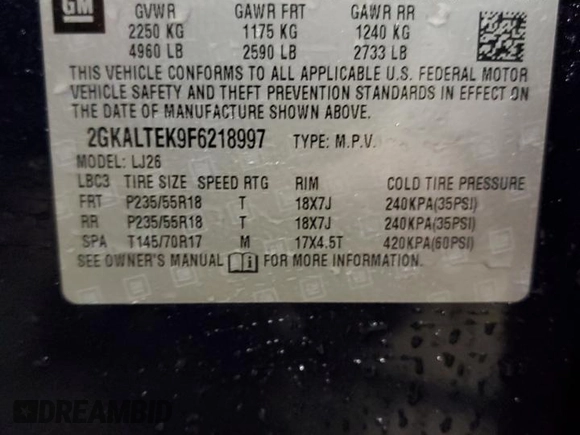 GM GVWR GAWR FRT GAWR RR
2250 KG 1175 KG 1240 KG
4960 LB 2590 LB 2733 LB
THIS VEHICLE CONFORMS TO ALL APPLICABLE U.S. FEDERAL MOTOR
VEHICLE SAFETY AND THEFT PREVENTION STANDARDS IN EFFECT ON
THE DATE OF MANUFACTURE SHOWN ABOVE.
2GKALTEK9F6218997 TYPE: M.P.V.
MODEL: LJ26
LBC3 TIRE SIZE SPEED RTG RIM COLD TIRE PRESSURE
FRT P235/55R18 T 18X7J 240KPA(35PSI)
RR P235/55R18 T 18X7J 240KPA(35PSI)
SPA T145/70R17 M 17X4.5T 420KPA(60PSI)
SEE OWNER'S MANUAL FOR MORE INFORMATION.
DREAMBID